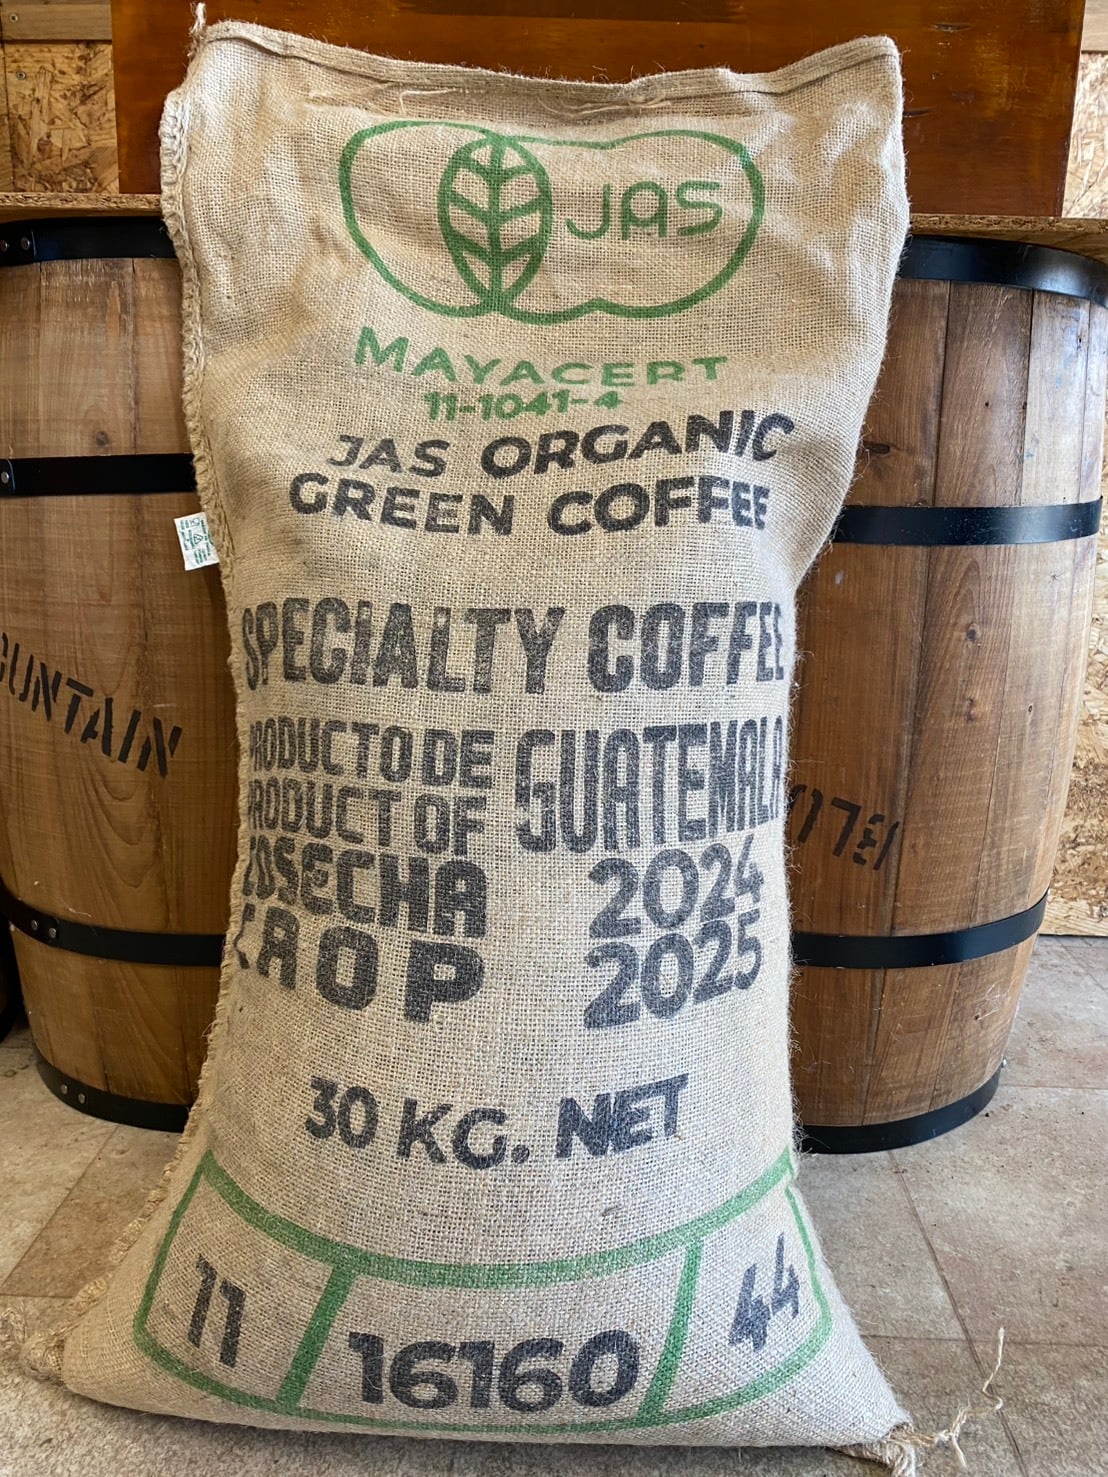 JAS
MAYACERT
11-1041-4
JAS ORGANIC
GREEN COFFEE
SPECIALTY COFFEE
PRODUCTO DE
PRODUCT OF
GUATEMALA
COSECHA 2024
CROP 2025
30 KG. NET
11
16160
44